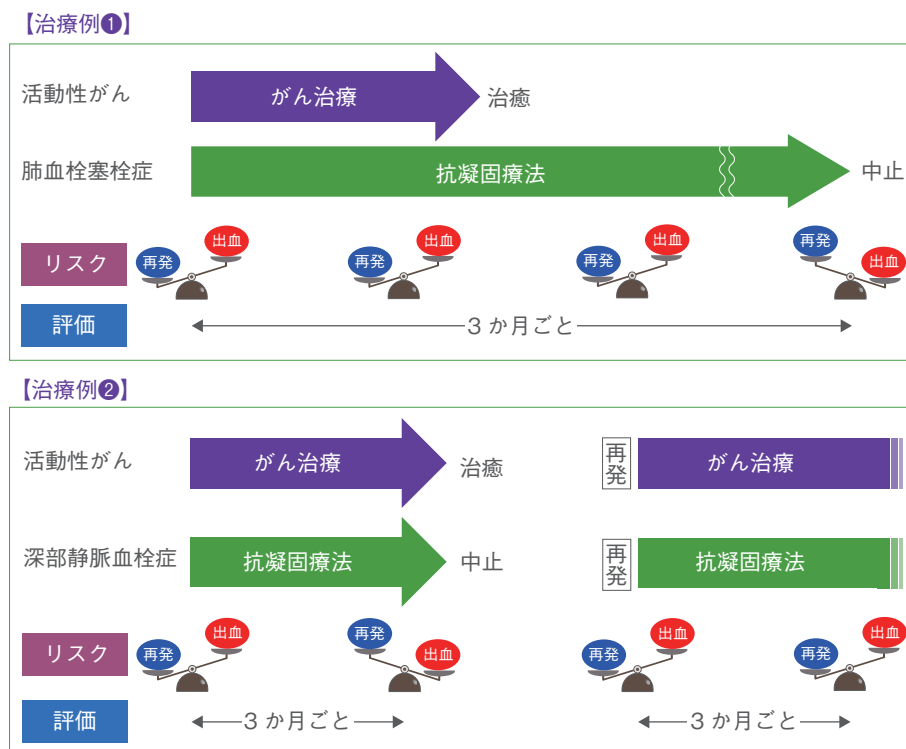 【治療例❶】
活動性がん
がん治療
治癒
肺血栓塞栓症
抗凝固療法
中止
リスク
再発
出血
再発
出血
再発
出血
再発
出血
評価
3 か月ごと
【治療例❷】
活動性がん
がん治療
治癒
再発
がん治療
深部静脈血栓症
抗凝固療法
中止
再発
抗凝固療法
リスク
再発
出血
再発
出血
再発
出血
再発
出血
評価
3 か月ごと
3 か月ごと